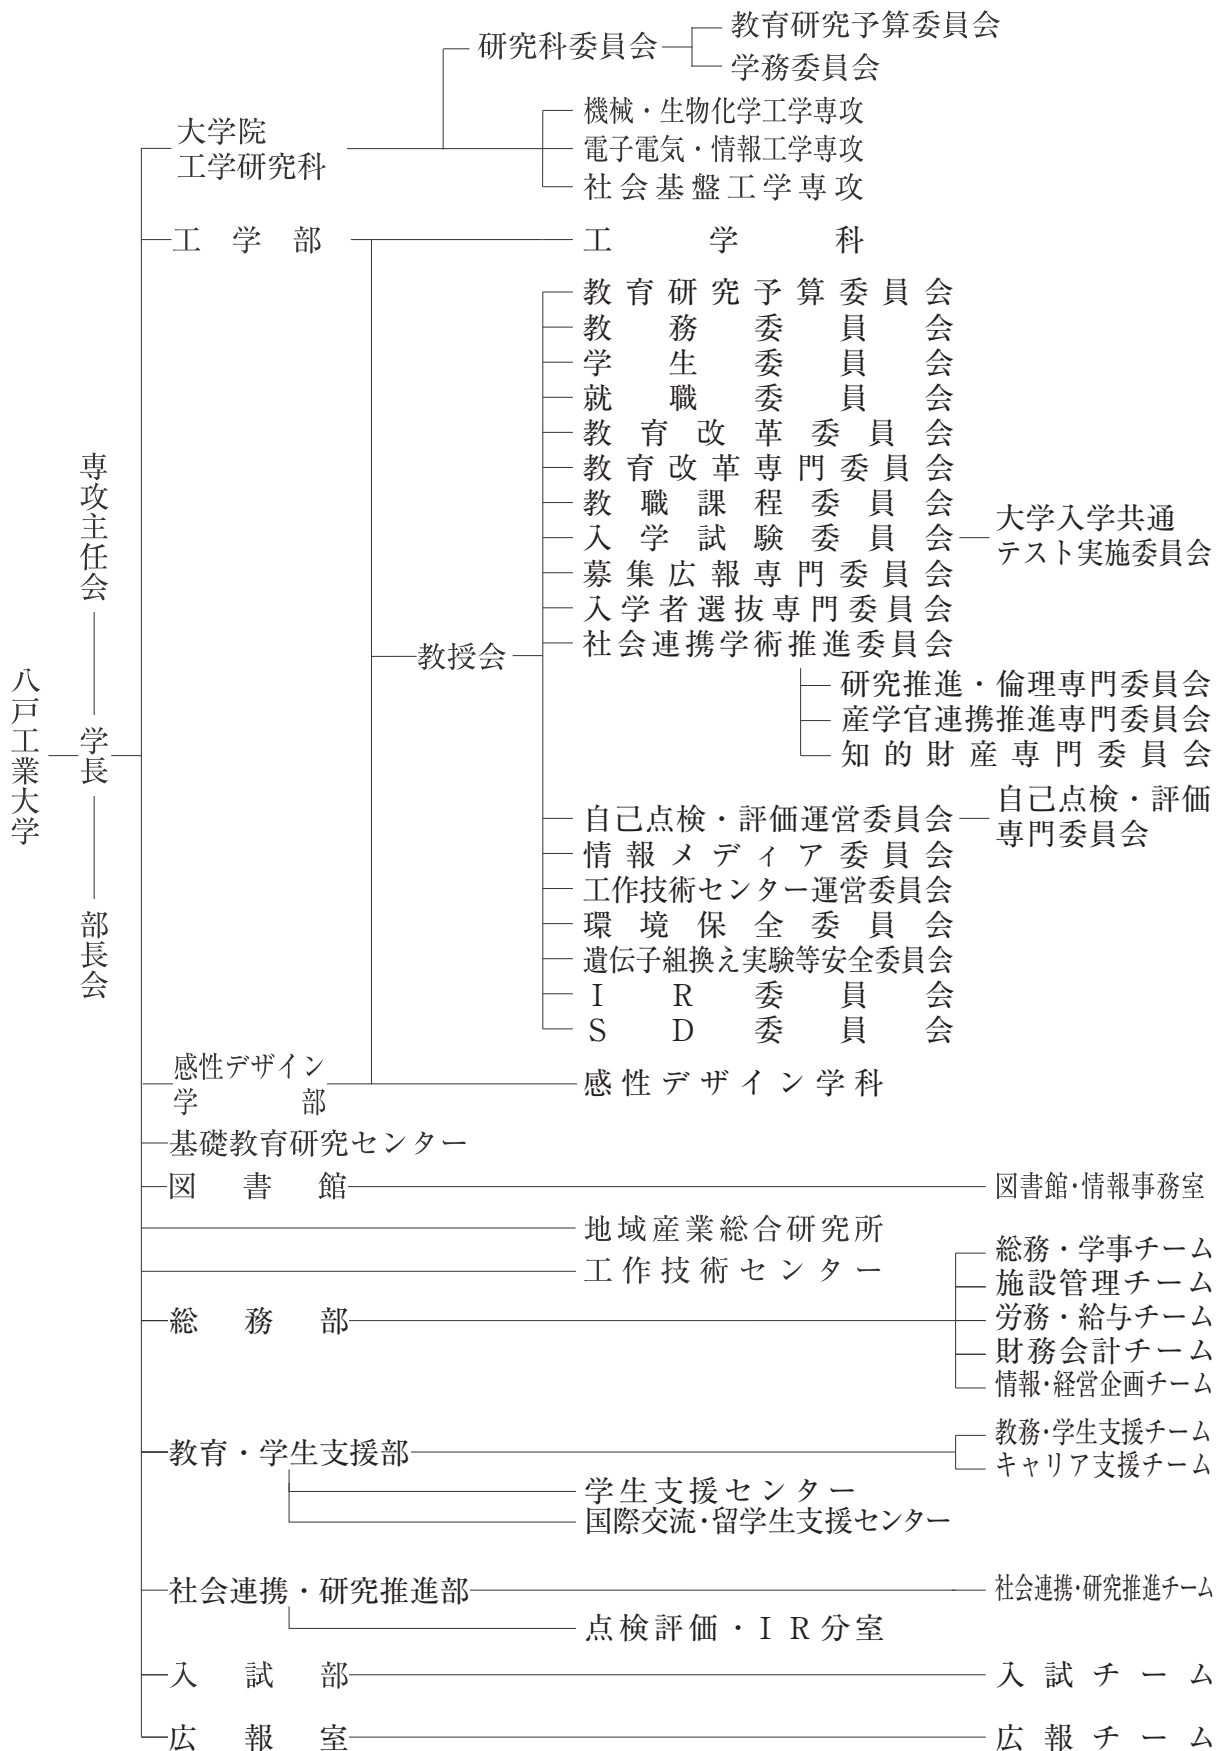 八戸工業大学
専攻主任会
学長
部長会
大学院
工学研究科
研究科委員会
教育研究予算委員会
学務委員会
機械・生物化学工学専攻
電子電気・情報工学専攻
社会基盤工学専攻
工学部
工学科
教授会
教育研究予算委員会
教務委員会
学生委員会
就職委員会
教育改革委員会
教育改革専門委員会
教職課程委員会
入学試験委員会
大学入学共通
テスト実施委員会
募集広報専門委員会
入学者選抜専門委員会
社会連携学術推進委員会
研究推進・倫理専門委員会
産学官連携推進専門委員会
知的財産専門委員会
自己点検・評価運営委員会
自己点検・評価
専門委員会
情報メディア委員会
工作技術センター運営委員会
環境保全委員会
遺伝子組換え実験等安全委員会
ＩＲ委員会
ＳＤ委員会
感性デザイン
学部
感性デザイン学科
基礎教育研究センター
図書館
図書館・情報事務室
地域産業総合研究所
工作技術センター
総務部
総務・学事チーム
施設管理チーム
労務・給与チーム
財務会計チーム
情報・経営企画チーム
教育・学生支援部
教務・学生支援チーム
キャリア支援チーム
学生支援センター
国際交流・留学生支援センター
社会連携・研究推進部
社会連携・研究推進チーム
点検評価・ＩＲ分室
入試部
入試チーム
広報室
広報チーム